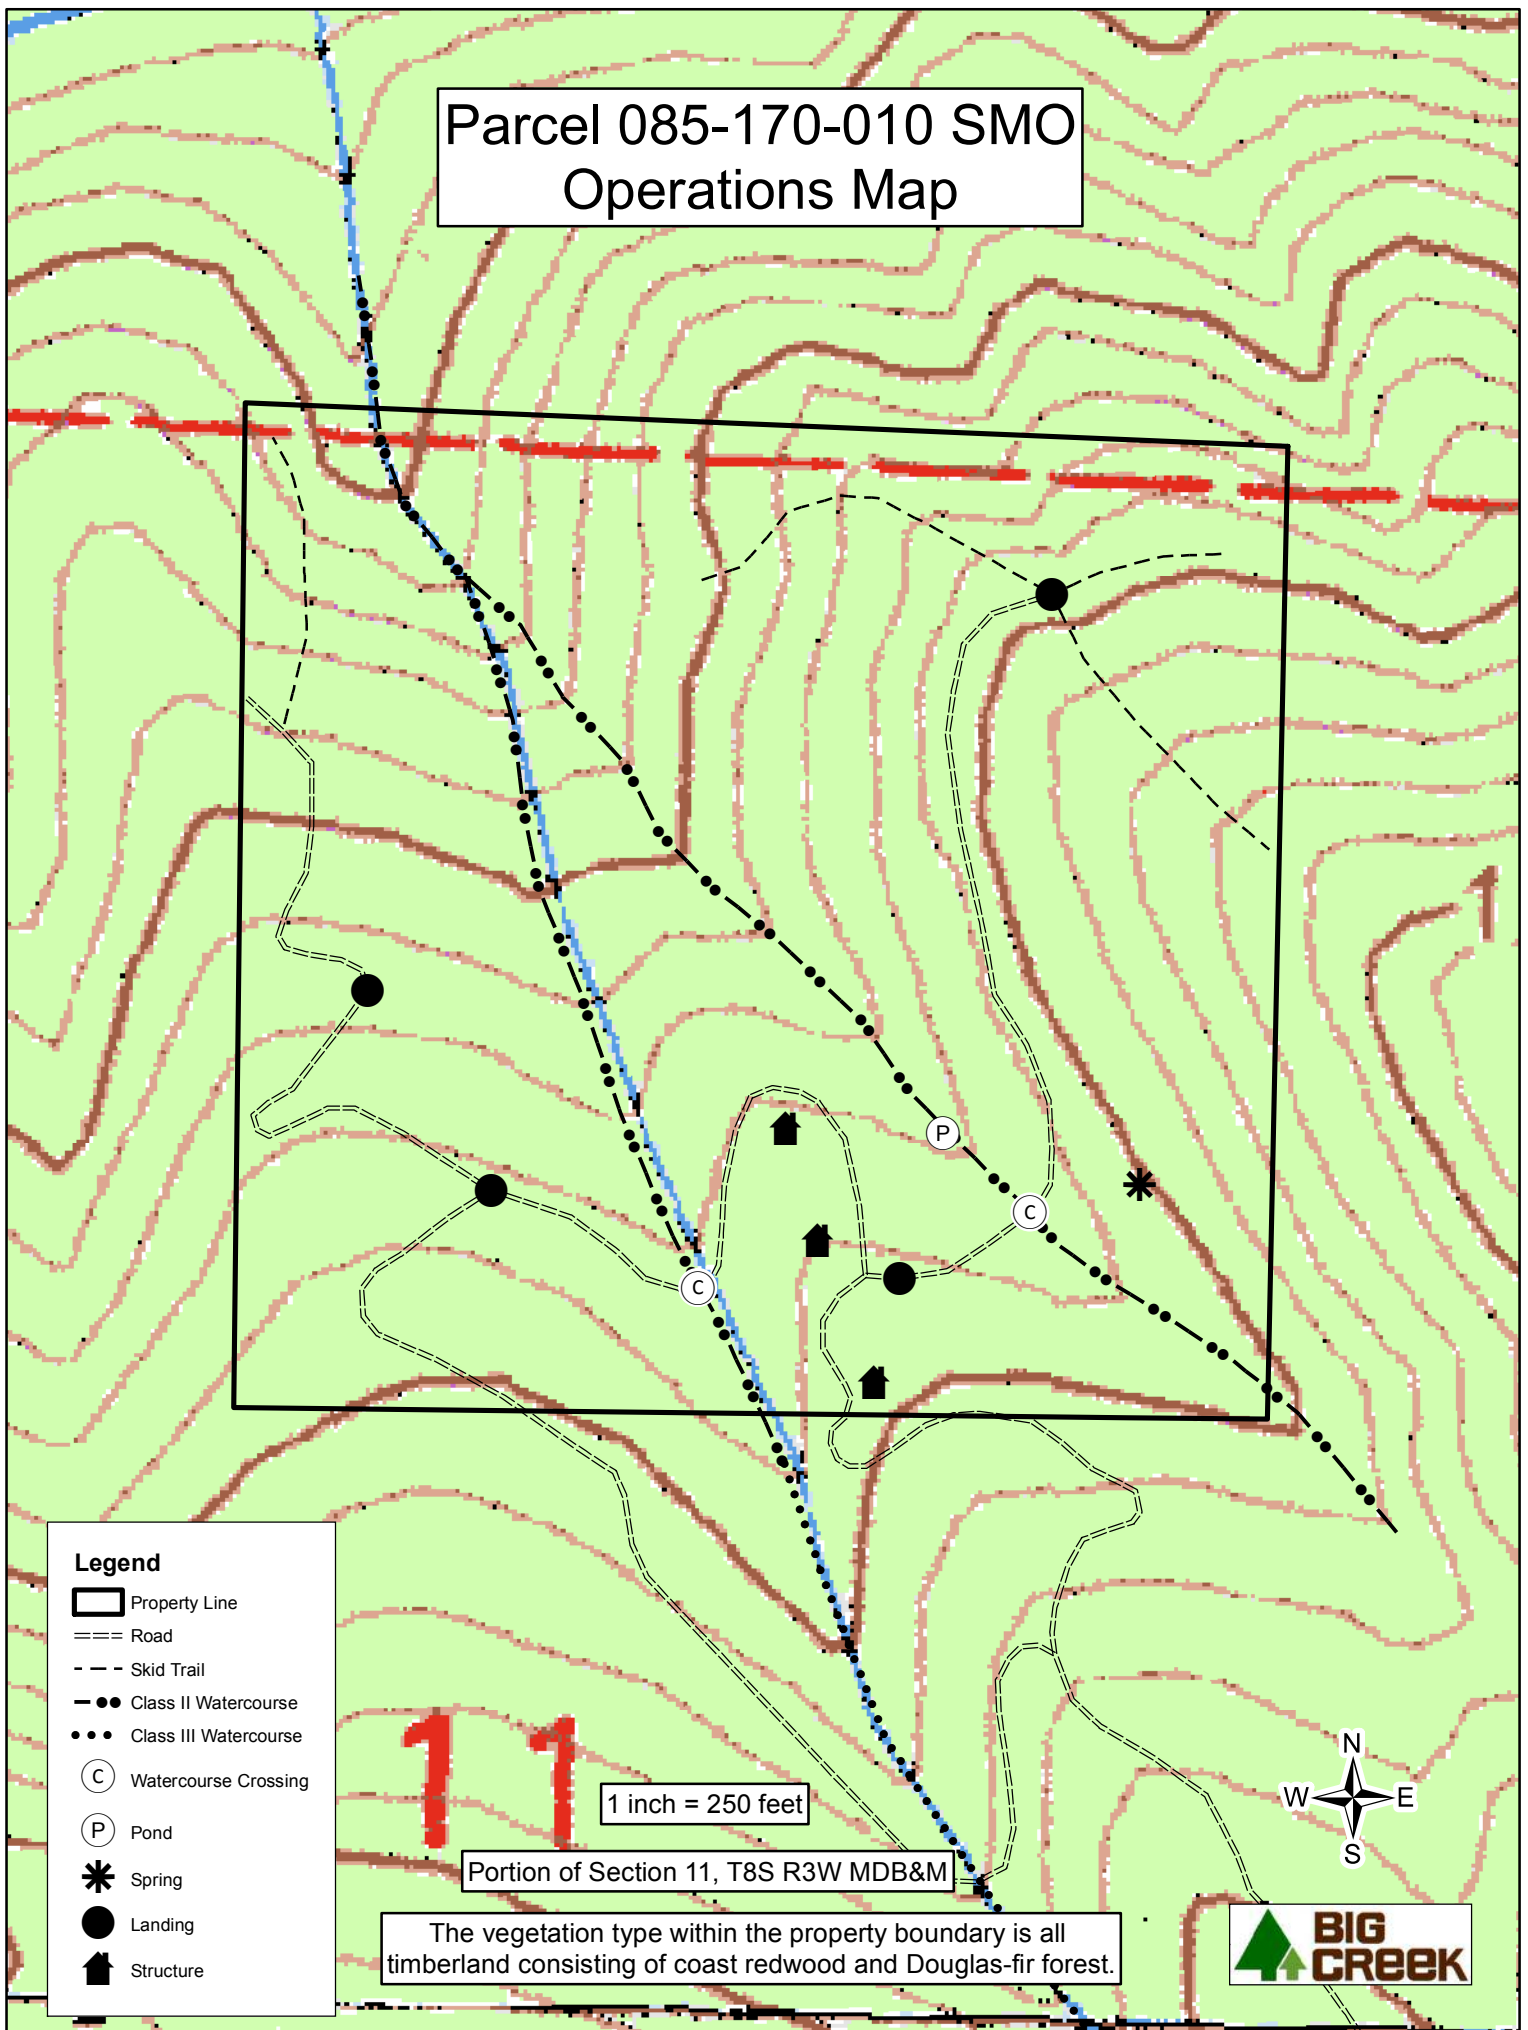 Parcel 085-170-010 SMO
Operations Map
1
P
C
C
Legend
Property Line
Road
Skid Trail
Class II Watercourse
Class III Watercourse
C Watercourse Crossing
P Pond
Spring
Landing
Structure
11
1 inch = 250 feet
Portion of Section 11, T8S R3W MDB&M
The vegetation type within the property boundary is all
timberland consisting of coast redwood and Douglas-fir forest.
N
W E
S
BIG
CREEK